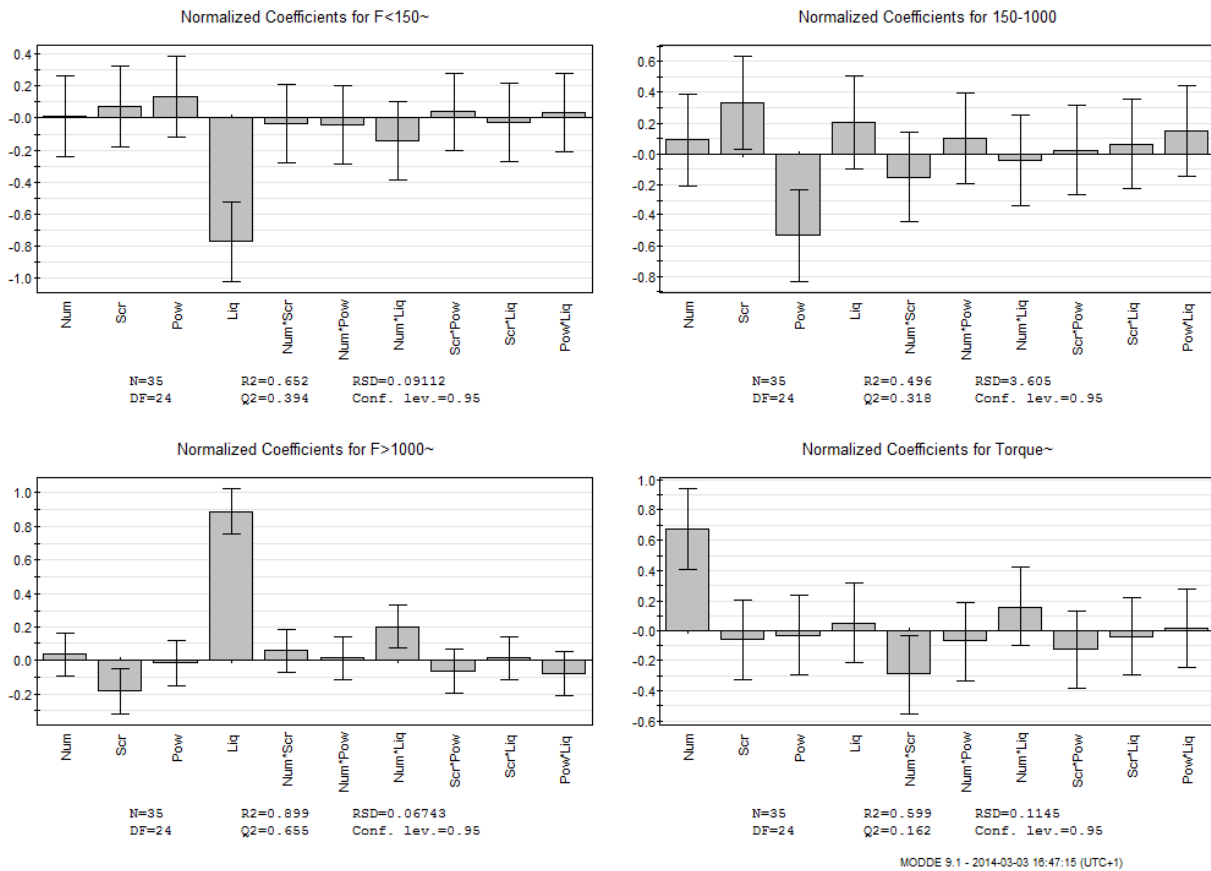 Normalized Coefficients for F<150~
0.4
0.2
-0.0
-0.2
-0.4
-0.6
-0.8
-1.0
Num
Scr
Pow
Liq
Num*Scr
Num*Pow
Num*Liq
Scr*Pow
Scr*Liq
Pow*Liq
N=35 R2=0.652 RSD=0.09112
DF=24 Q2=0.394 Conf. lev.=0.95
Normalized Coefficients for 150-1000
0.6
0.4
0.2
-0.0
-0.2
-0.4
-0.6
-0.8
Num
Scr
Pow
Liq
Num*Scr
Num*Pow
Num*Liq
Scr*Pow
Scr*Liq
Pow*Liq
N=35 R2=0.496 RSD=3.605
DF=24 Q2=0.318 Conf. lev.=0.95
Normalized Coefficients for F>1000~
1.0
0.8
0.6
0.4
0.2
0.0
-0.2
Num
Scr
Pow
Liq
Num*Scr
Num*Pow
Num*Liq
Scr*Pow
Scr*Liq
Pow*Liq
N=35 R2=0.899 RSD=0.06743
DF=24 Q2=0.655 Conf. lev.=0.95
Normalized Coefficients for Torque~
1.0
0.8
0.6
0.4
0.2
-0.0
-0.2
-0.4
-0.6
Num
Scr
Pow
Liq
Num*Scr
Num*Pow
Num*Liq
Scr*Pow
Scr*Liq
Pow*Liq
N=35 R2=0.599 RSD=0.1145
DF=24 Q2=0.162 Conf. lev.=0.95
MODDE 9.1 - 2014-03-03 16:47:15 (UTC+1)